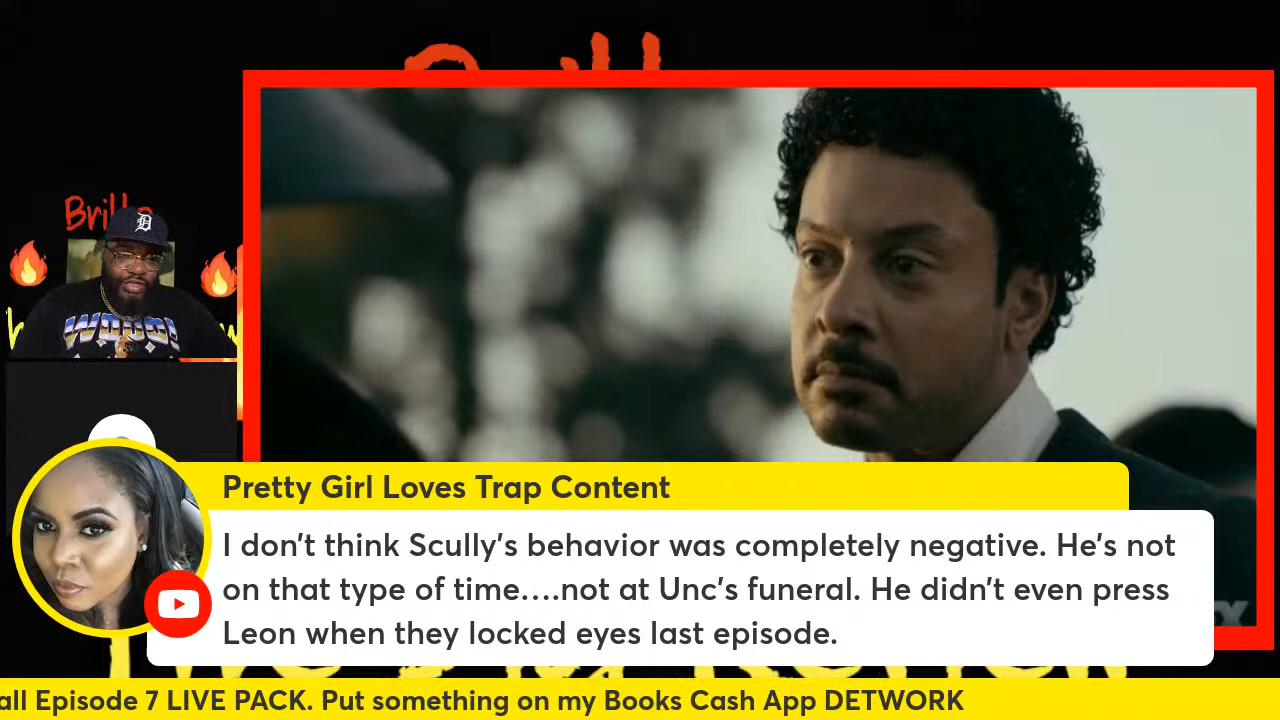 Brills
D
Pretty Girl Loves Trap Content
I don't think Scully's behavior was completely negative. He's not
on that type of time....not at Unc's funeral. He didn't even press
Leon when they locked eyes last episode.
all Episode 7 LIVE PACK. Put something on my Books Cash App DETWORK